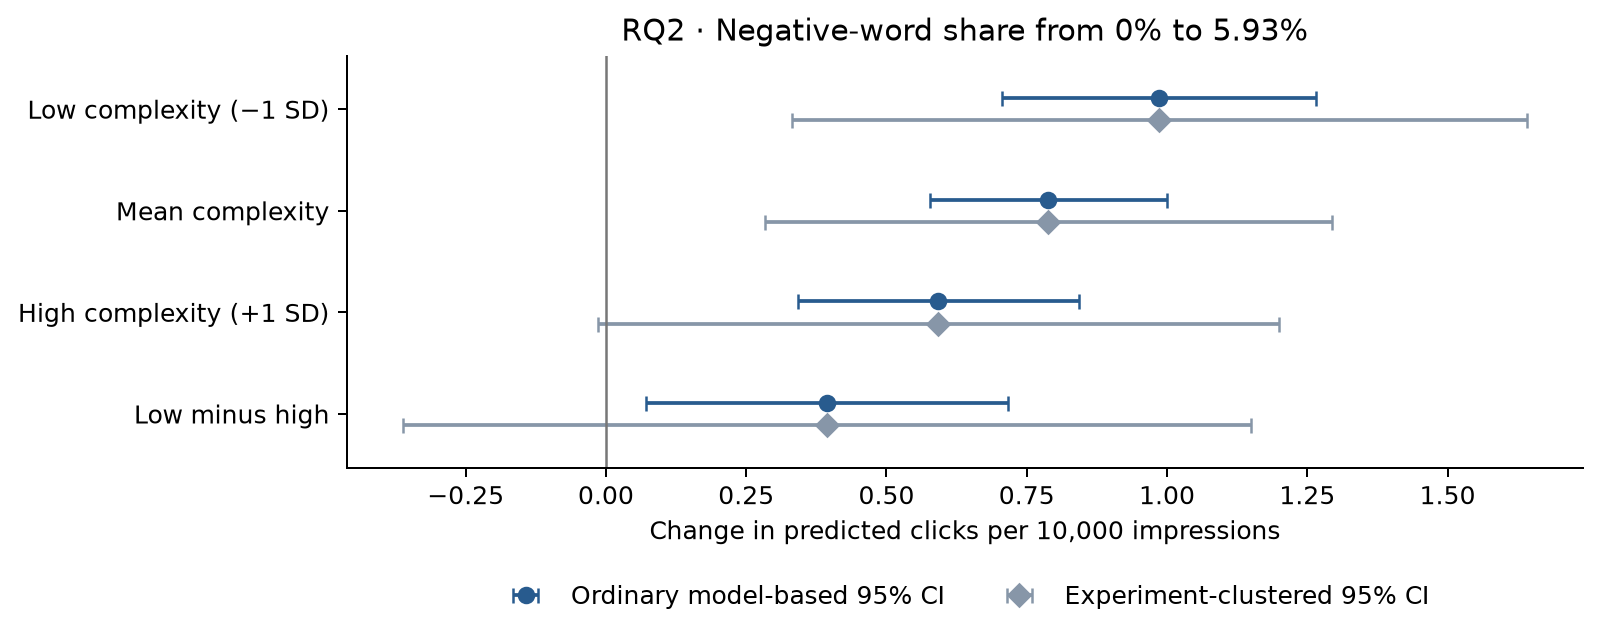 RQ2 · Negative-word share from 0% to 5.93%
Low complexity (−1 SD)
Mean complexity
High complexity (+1 SD)
Low minus high
−0.25 0.00 0.25 0.50 0.75 1.00 1.25 1.50
Change in predicted clicks per 10,000 impressions
Ordinary model-based 95% CI Experiment-clustered 95% CI